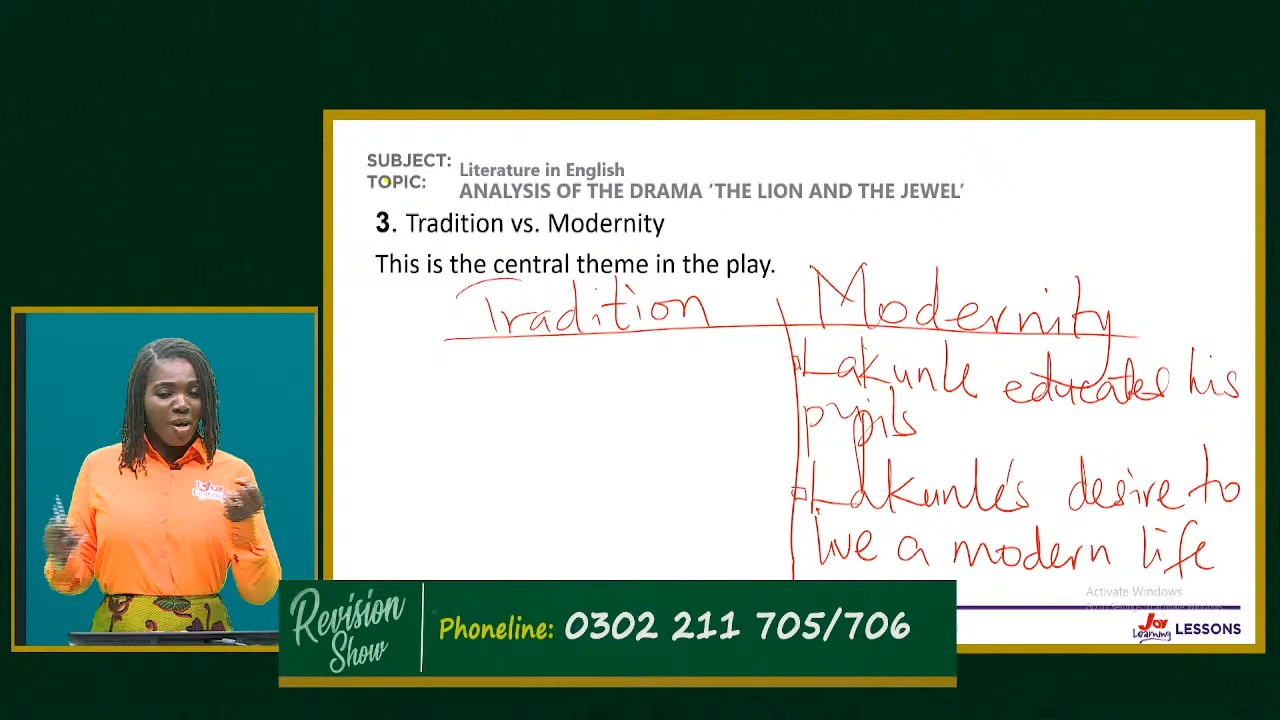 SUBJECT: Literature in English
TOPIC: ANALYSIS OF THE DRAMA ‘THE LION AND THE JEWEL’
3. Tradition vs. Modernity
This is the central theme in the play.
Tradition Modernity
Lakunle educates his
pupils
Lakunle's desire to
live a modern life
Joy Learning
Activate Windows
Revision
Show
Phoneline: 0302 211 705/706
Joy Learning LESSONS